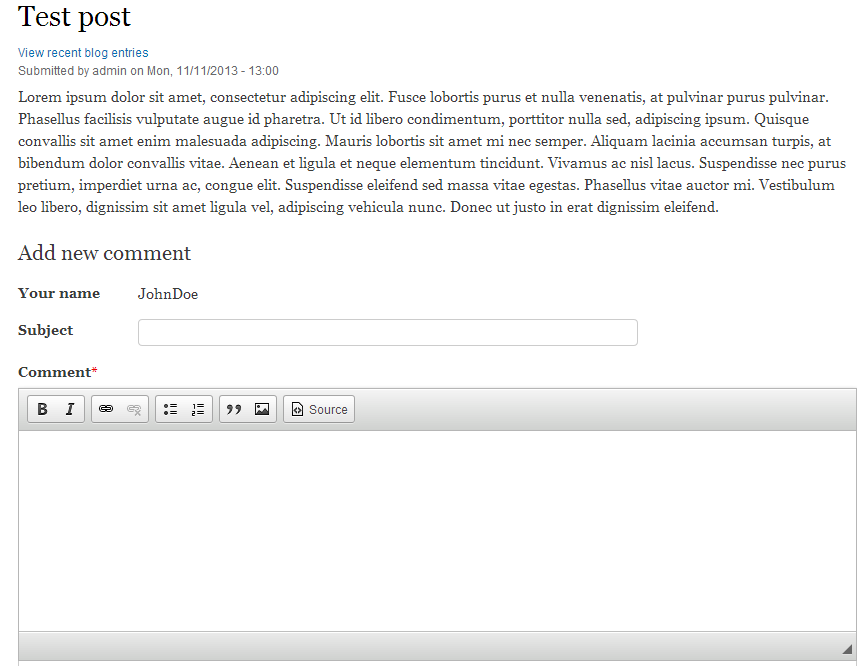 Test post
View recent blog entries
Submitted by admin on Mon, 11/11/2013 - 13:00
Lorem ipsum dolor sit amet, consectetur adipiscing elit. Fusce lobortis purus et nulla venenatis, at pulvinar purus pulvinar.
Phasellus facilisis vulputate augue id pharetra. Ut id libero condimentum, porttitor nulla sed, adipiscing ipsum. Quisque
convallis sit amet enim malesuada adipiscing. Mauris lobortis sit amet mi nec semper. Aliquam lacinia accumsan turpis, at
bibendum dolor convallis vitae. Aenean et ligula et neque elementum tincidunt. Vivamus ac nisl lacus. Suspendisse nec purus
pretium, imperdiet urna ac, congue elit. Suspendisse eleifend sed massa vitae egestas. Phasellus vitae auctor mi. Vestibulum
leo libero, dignissim sit amet ligula vel, adipiscing vehicula nunc. Donec ut justo in erat dignissim eleifend.
Add new comment
Your name JohnDoe
Subject
Comment*
B I Source